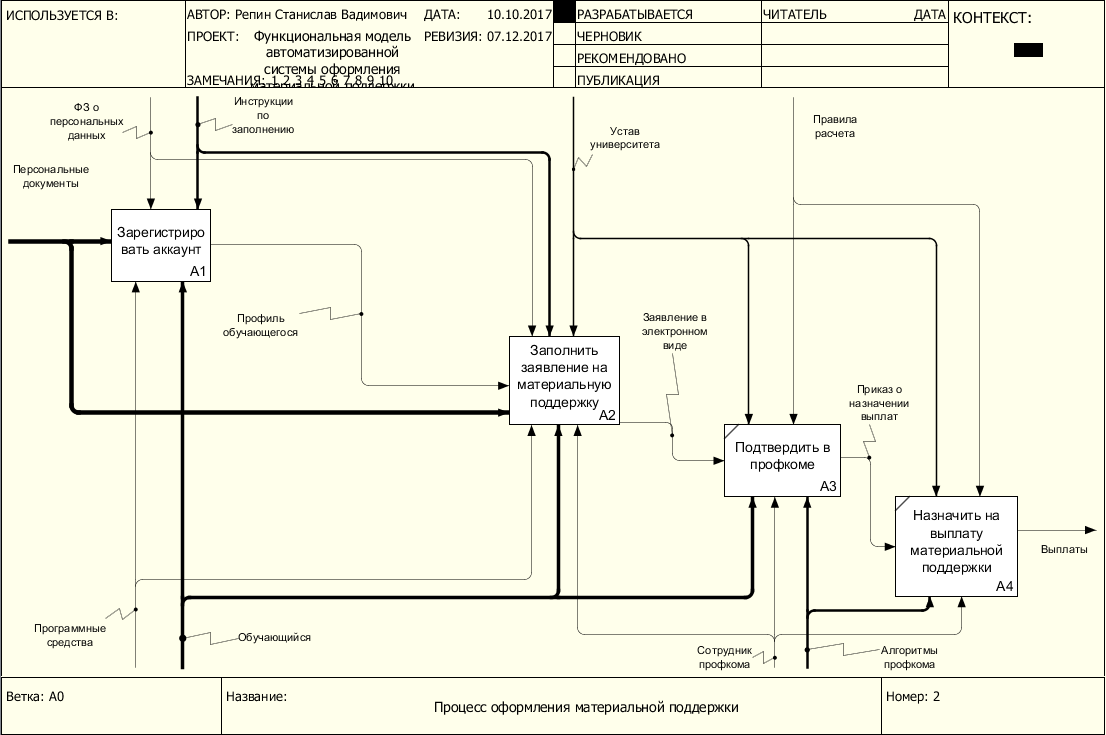 ИСПОЛЬЗУЕТСЯ В:
АВТОР: Репин Станислав Вадимович
ДАТА: 10.10.2017
ПРОЕКТ: Функциональная модель
автоматизированной
системы оформления
материальной поддержки
РЕВИЗИЯ: 07.12.2017
ЗАМЕЧАНИЯ: 1 2 3 4 5 6 7 8 9 10
РАЗРАБАТЫВАЕТСЯ
ЧЕРНОВИК
РЕКОМЕНДОВАНО
ПУБЛИКАЦИЯ
ЧИТАТЕЛЬ
ДАТА
КОНТЕКСТ:
ФЗ о
персональных
данных
Инструкции
по
заполнению
Устав
университета
Правила
расчета
Персональные
документы
Зарегистриро
вать аккаунт
A1
Профиль
обучающегося
Заявление в
электронном
виде
Заполнить
заявление на
материальную
поддержку
A2
Приказ о
назначении
выплат
Подтвердить в
профкоме
A3
Назначить на
выплату
материальной
поддержки
A4
Выплаты
Программные
средства
Обучающийся
Сотрудник
профкома
Алгоритмы
профкома
Ветка: A0
Название:
Процесс оформления материальной поддержки
Номер: 2